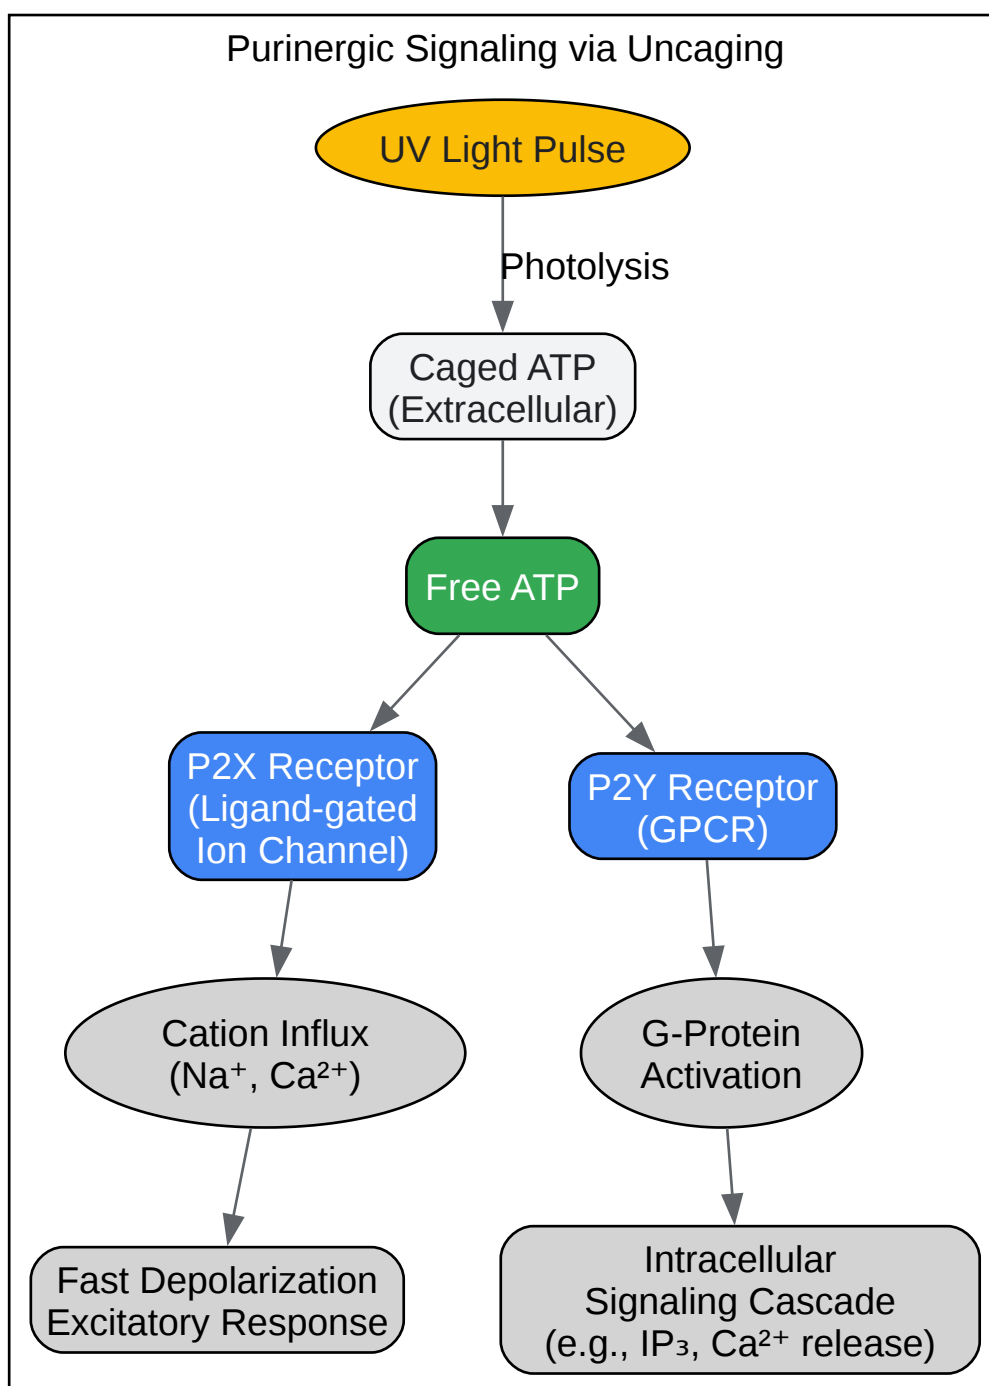 Purinergic Signaling via Uncaging
UV Light Pulse
Photolysis
Caged ATP
(Extracellular)
Free ATP
P2X Receptor
(Ligand-gated
Ion Channel)
P2Y Receptor
(GPCR)
Cation Influx
(Na⁺, Ca²⁺)
G-Protein
Activation
Fast Depolarization
Excitatory Response
Intracellular
Signaling Cascade
(e.g., IP₃, Ca²⁺ release)